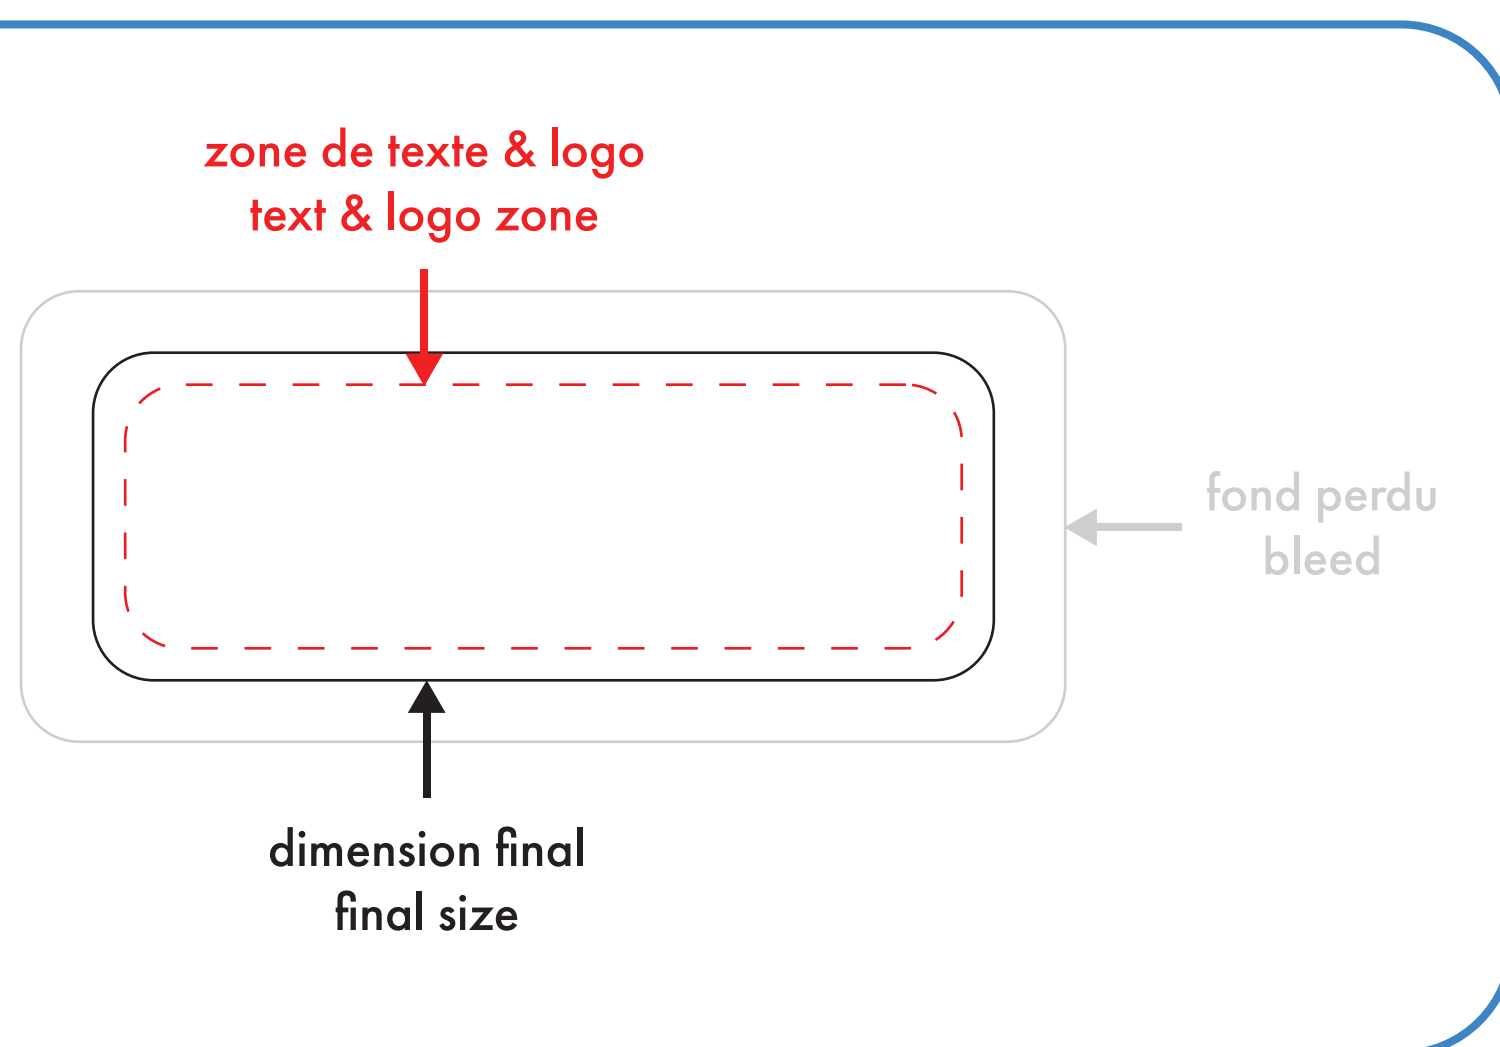 zone de texte & logo
text & logo zone
fond perdu
bleed
dimension final
final size